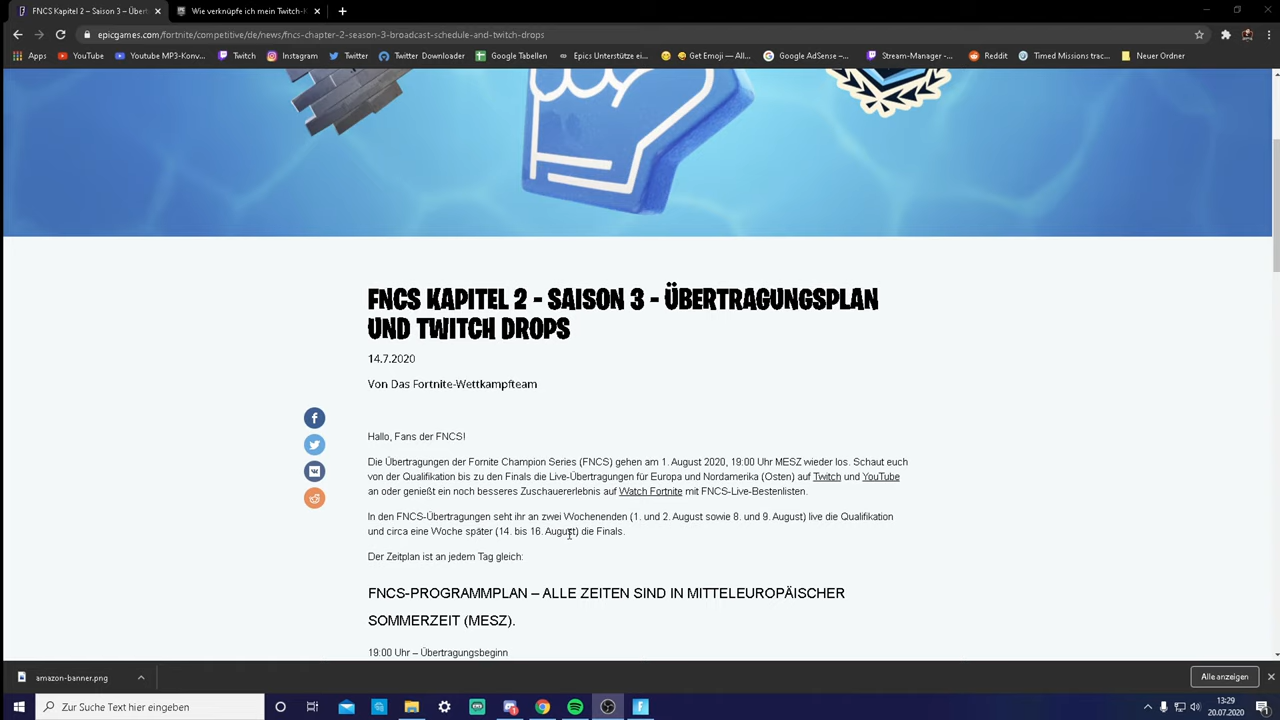 FNCS Kapitel 2 – Saison 3 – Übertr
Wie verknüpfe ich mein Twitch-K
epicgames.com/fortnite/competitive/de/news/fncs-chapter-2-season-3-broadcast-schedule-and-twitch-drops
Apps YouTube Youtube MP3-Konv... Twitch Instagram Twitter Twitter Downloader Google Tabellen Epics Unterstütze ei... Get Emoji — All... Google AdSense –... Stream-Manager -... Reddit Timed Missions trac... Neuer Ordner
FNCS KAPITEL 2 - SAISON 3 - ÜBERTRAGUNGSPLAN
UND TWITCH DROPS
14.7.2020
Von Das Fortnite-Wettkampfteam
Hallo, Fans der FNCS!
Die Übertragungen der Fornite Champion Series (FNCS) gehen am 1. August 2020, 19:00 Uhr MESZ wieder los. Schaut euch
von der Qualifikation bis zu den Finals die Live-Übertragungen für Europa und Nordamerika (Osten) auf Twitch und YouTube
an oder genießt ein noch besseres Zuschauererlebnis auf Watch Fortnite mit FNCS-Live-Bestenlisten.
In den FNCS-Übertragungen seht ihr an zwei Wochenenden (1. und 2. August sowie 8. und 9. August) live die Qualifikation
und circa eine Woche später (14. bis 16. August) die Finals.
Der Zeitplan ist an jedem Tag gleich:
FNCS-PROGRAMMPLAN – ALLE ZEITEN SIND IN MITTELEUROPÄISCHER
SOMMERZEIT (MESZ).
19:00 Uhr – Übertragungsbeginn
amazon-banner.png
Alle anzeigen
Zur Suche Text hier eingeben
13:29
20.07.2020